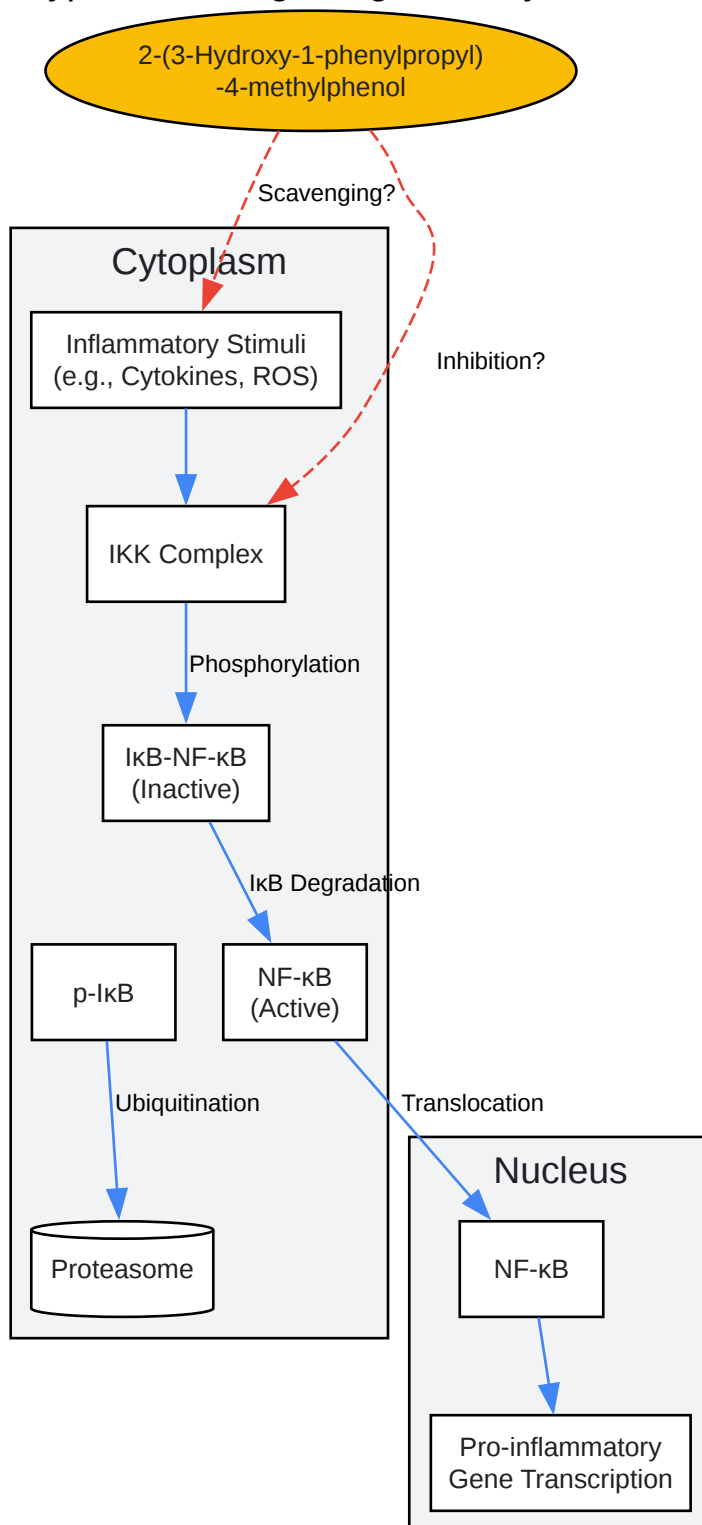 2-(3-Hydroxy-1-phenylpropyl)
-4-methylphenol
Scavenging?
Cytoplasm
Inflammatory Stimuli
(e.g., Cytokines, ROS)
Inhibition?
IKK Complex
Phosphorylation
IκB-NF-κB
(Inactive)
IκB Degradation
p-IκB
NF-κB
(Active)
Ubiquitination
Translocation
Nucleus
Proteasome
NF-κB
Pro-inflammatory
Gene Transcription